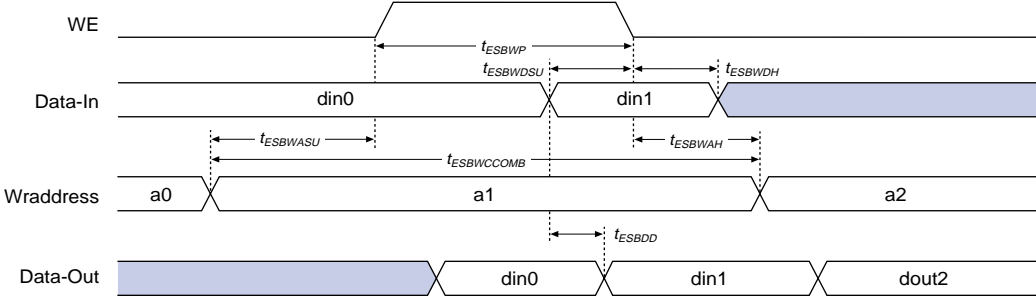 WE
tESBWP
tESBWDSU
tESBWDH
Data-In
din0
din1
tESBWASU
tESBWAH
tESBWCCOMB
Wraddress
a0
a1
a2
tESBDD
Data-Out
din0
din1
dout2